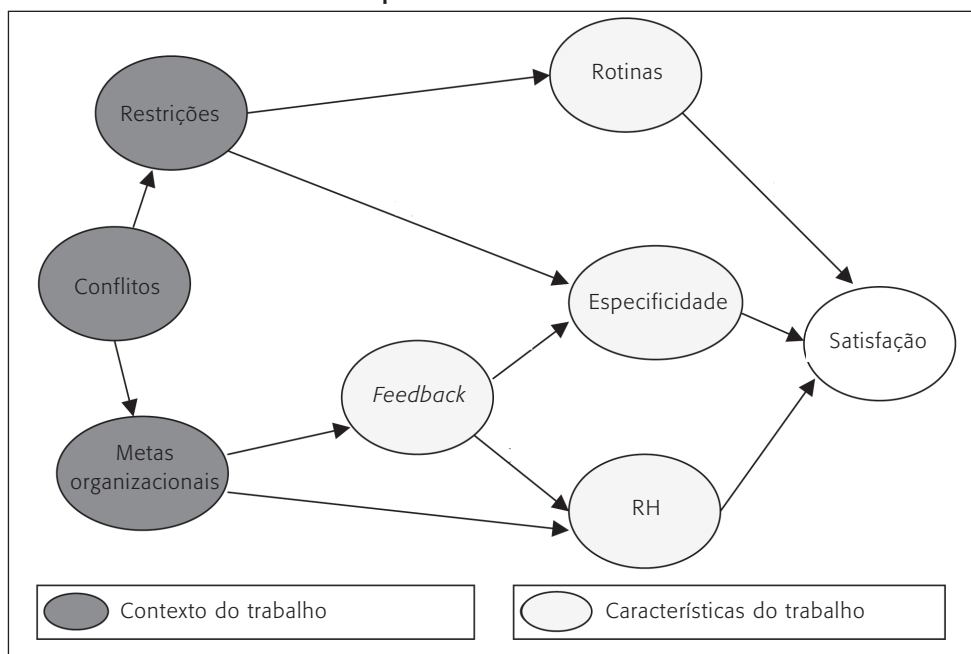 Rotinas
Restrições
Conflitos
Especificidade
Satisfação
Feedback
Metas
organizacionais
RH
Contexto do trabalho
Características do trabalho